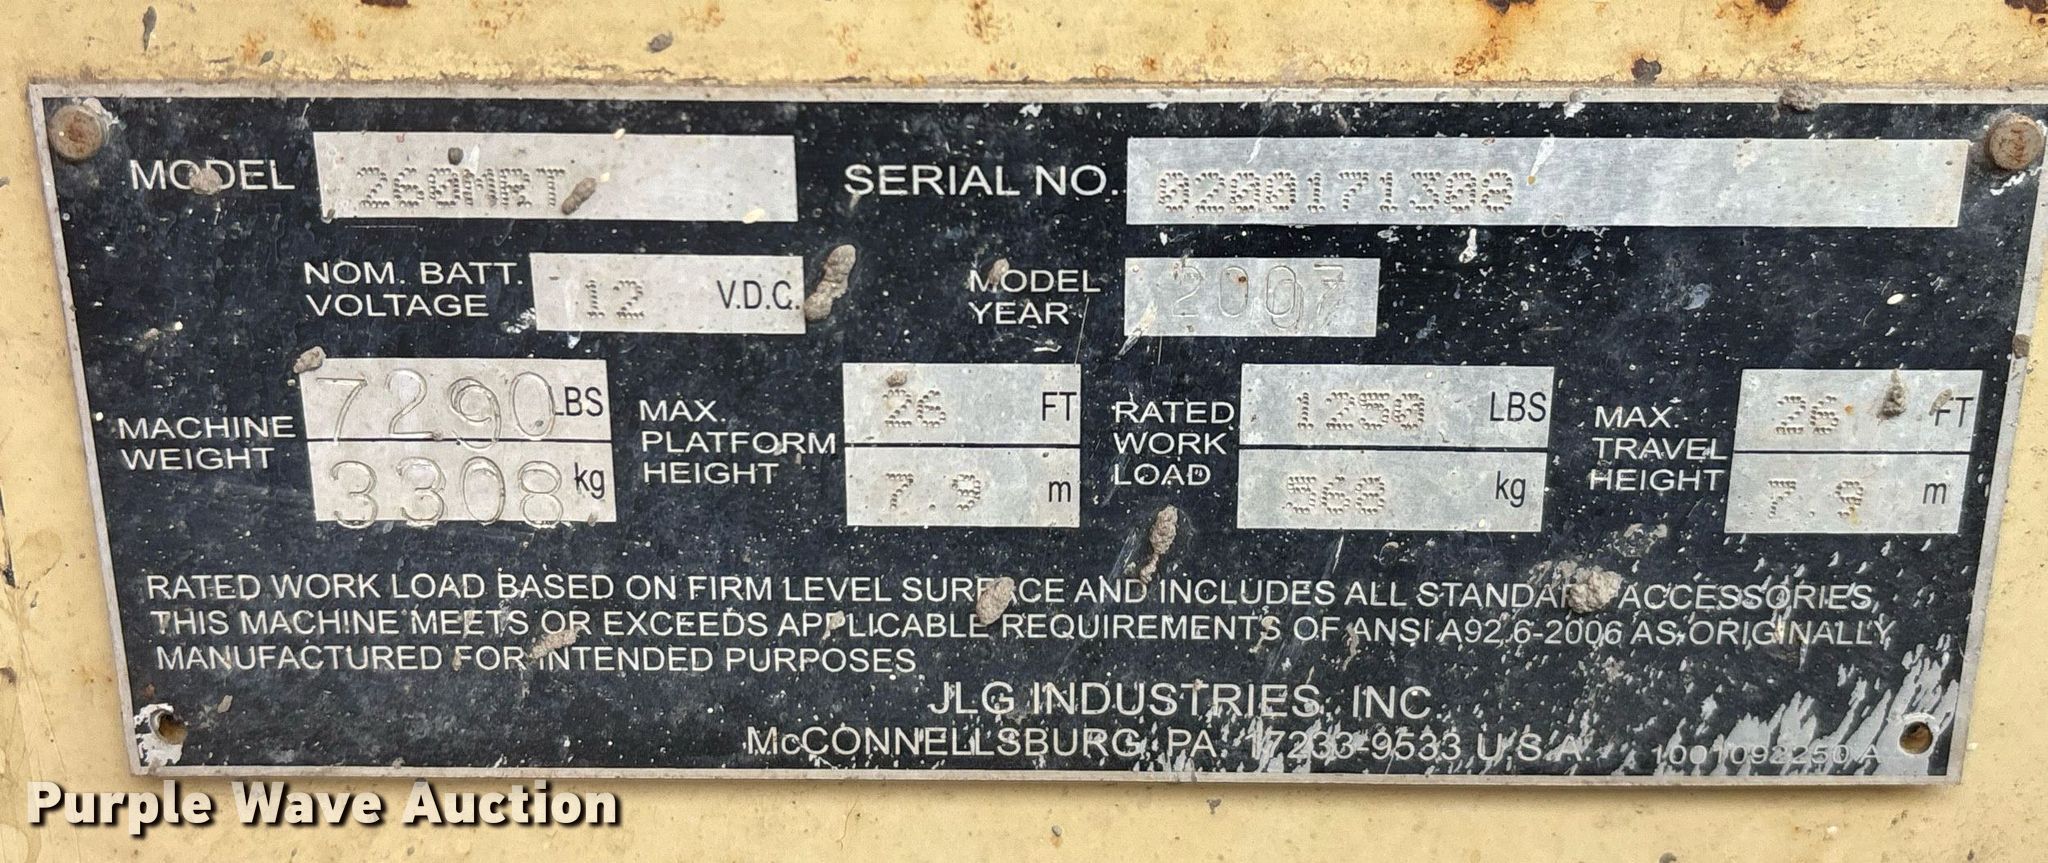 MODEL 260MRT SERIAL NO. 0200171308
NOM. BATT. VOLTAGE 12 V.D.C. MODEL YEAR 2007
MACHINE WEIGHT 7290 LBS 3308 kg
MAX. PLATFORM HEIGHT 26 FT 7.9 m
RATED WORK LOAD 1250 LBS 568 kg
MAX. TRAVEL HEIGHT 26 FT 7.9 m
RATED WORK LOAD BASED ON FIRM LEVEL SURFACE AND INCLUDES ALL STANDARD ACCESSORIES.
THIS MACHINE MEETS OR EXCEEDS APPLICABLE REQUIREMENTS OF ANSI A92.6-2006 AS ORIGINALLY
MANUFACTURED FOR INTENDED PURPOSES
JLG INDUSTRIES, INC.
McCONNELLSBURG, PA. 17233-9533 U.S.A. 1001092250 A
Purple Wave Auction